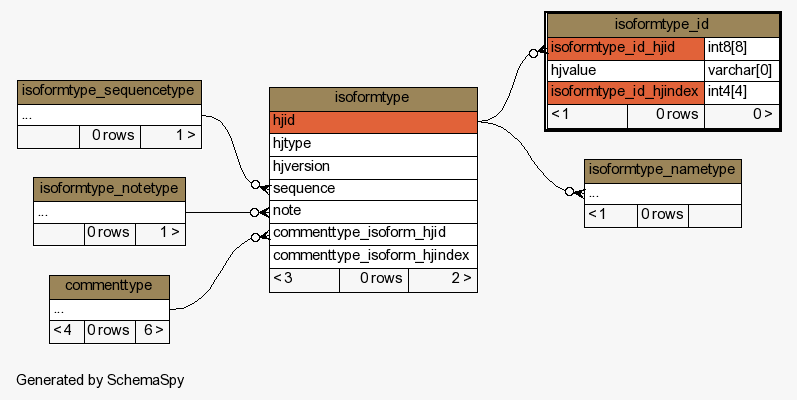 isoformtype_id
isoformtype_id_hjid int8[8]
hjvalue varchar[0]
isoformtype_id_hjindex int4[4]
< 1 0 rows 0 >
isoformtype_sequencetype
...
0 rows 1 >
isoformtype
hjid
hjtype
hjversion
sequence
note
commenttype_isoform_hjid
commenttype_isoform_hjindex
< 3 0 rows 2 >
isoformtype_nametype
...
< 1 0 rows
isoformtype_notetype
...
0 rows 1 >
commenttype
...
< 4 0 rows 6 >
Generated by SchemaSpy